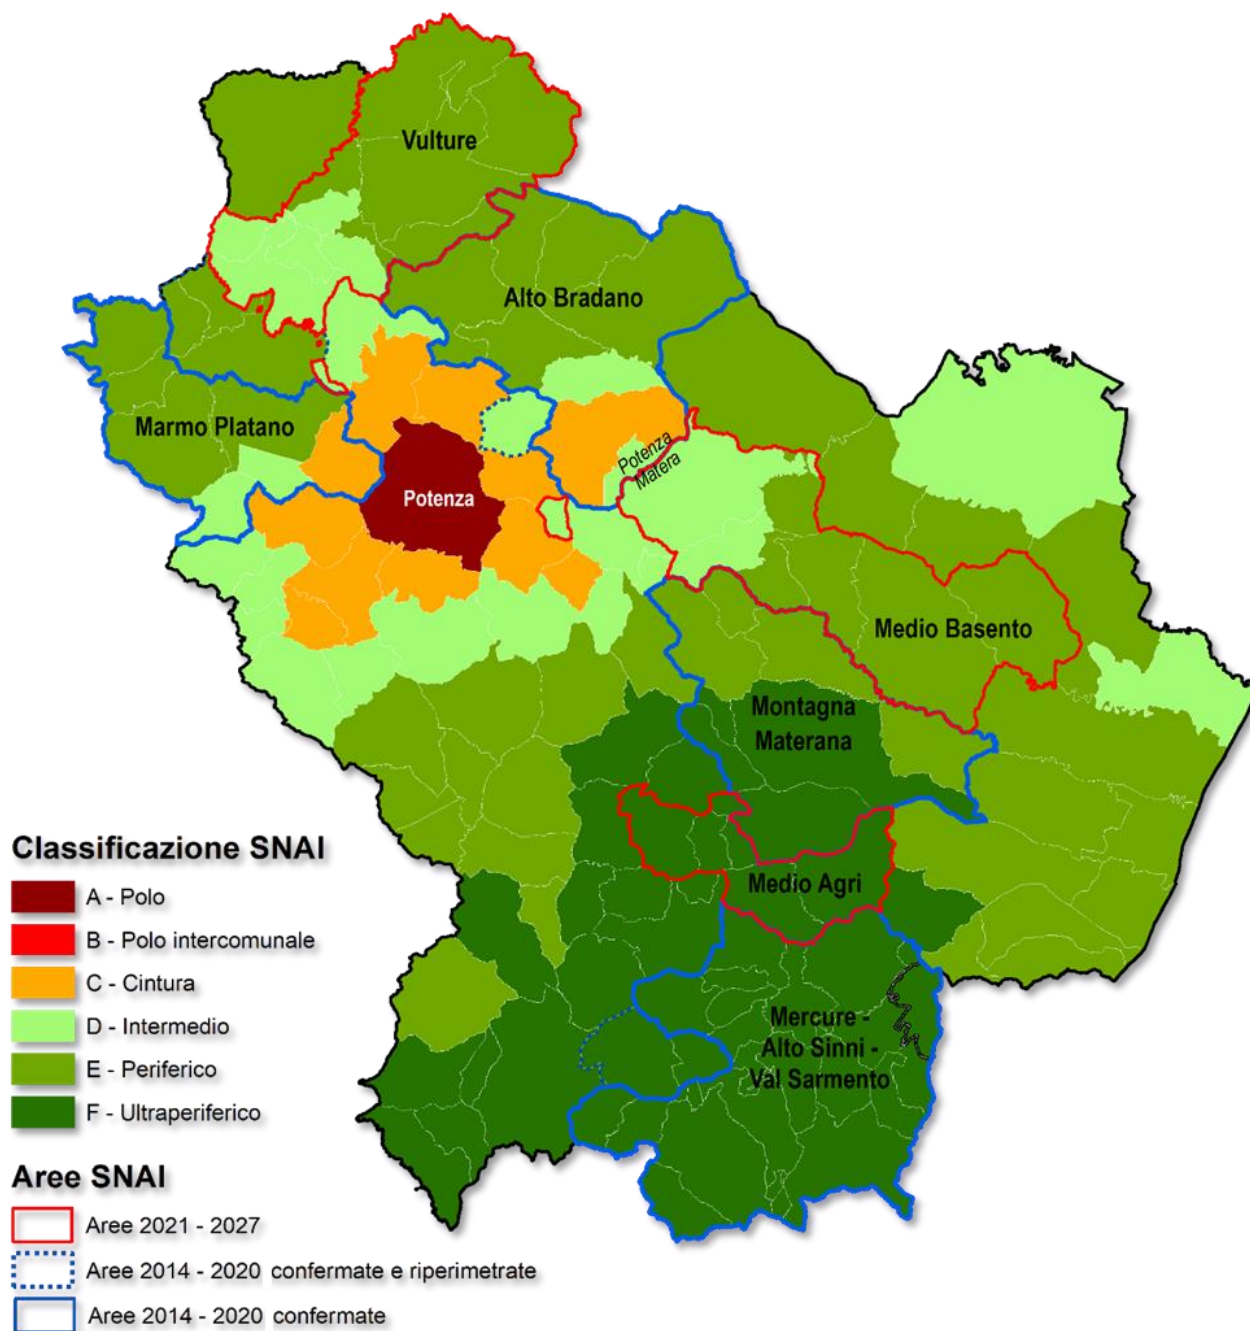 Vulture
Alto Bradano
Marmo Platano
Potenza
Potenza
Matera
Medio Basento
Montagna
Materana
Medio Agri
Mercure -
Alto Sinni -
Val Sarmento
Classificazione SNAI
A - Polo
B - Polo intercomunale
C - Cintura
D - Intermedio
E - Periferico
F - Ultraperiferico
Aree SNAI
Aree 2021 - 2027
Aree 2014 - 2020 confermate e riperimetrate
Aree 2014 - 2020 confermate